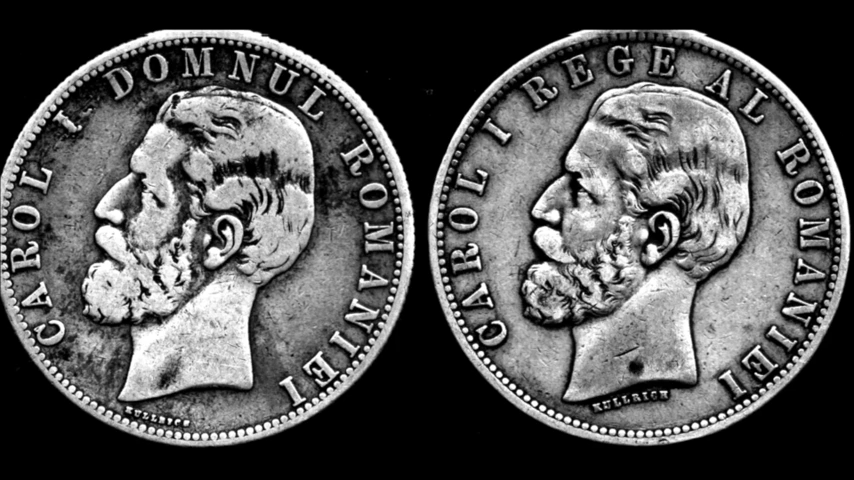 CAROL I. DOMNUL ROMANIEI
KULLRICH
CAROL I REGE AL ROMANIEI
KULLRICH